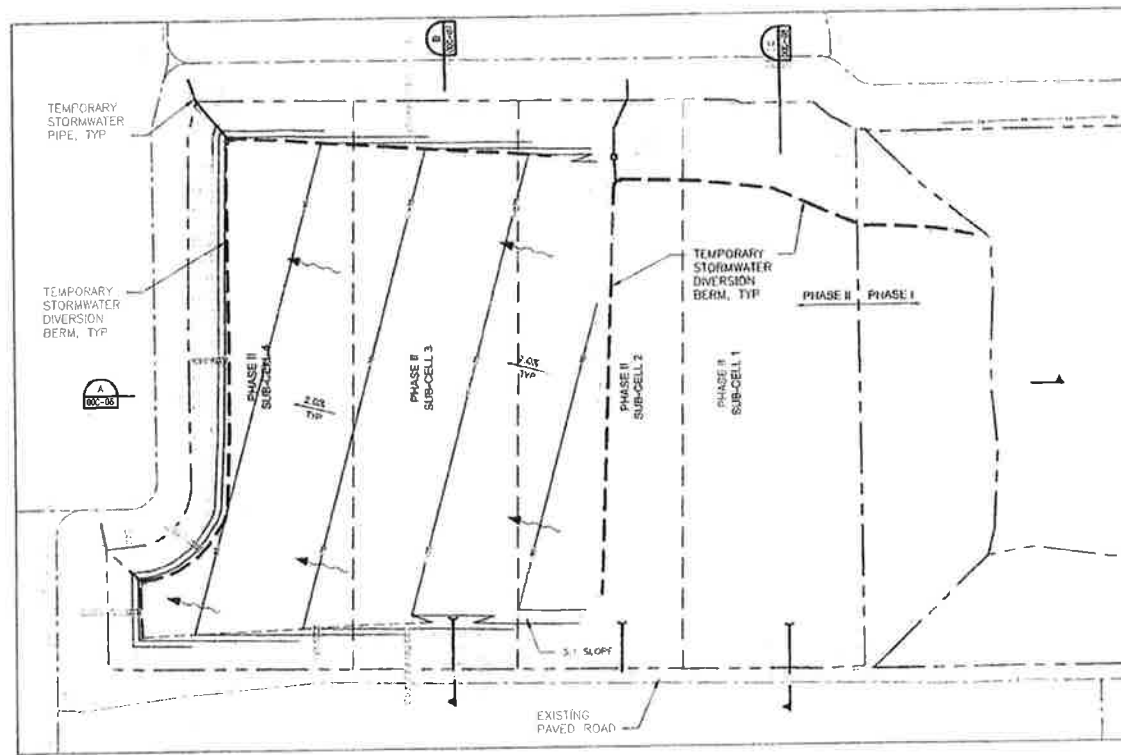 B
C
TEMPORARY
STORMWATER
PIPE, TYP
TEMPORARY
STORMWATER
DIVERSION
BERM, TYP
TEMPORARY
STORMWATER
DIVERSION
BERM, TYP
PHASE II
PHASE I
A
00C-06
PHASE II
SUB-CELL 4
2.0%
TYP
PHASE II
SUB-CELL 3
2.0%
TYP
PHASE II
SUB-CELL 2
PHASE II
SUB-CELL 1
SLOPE
EXISTING
PAVED ROAD